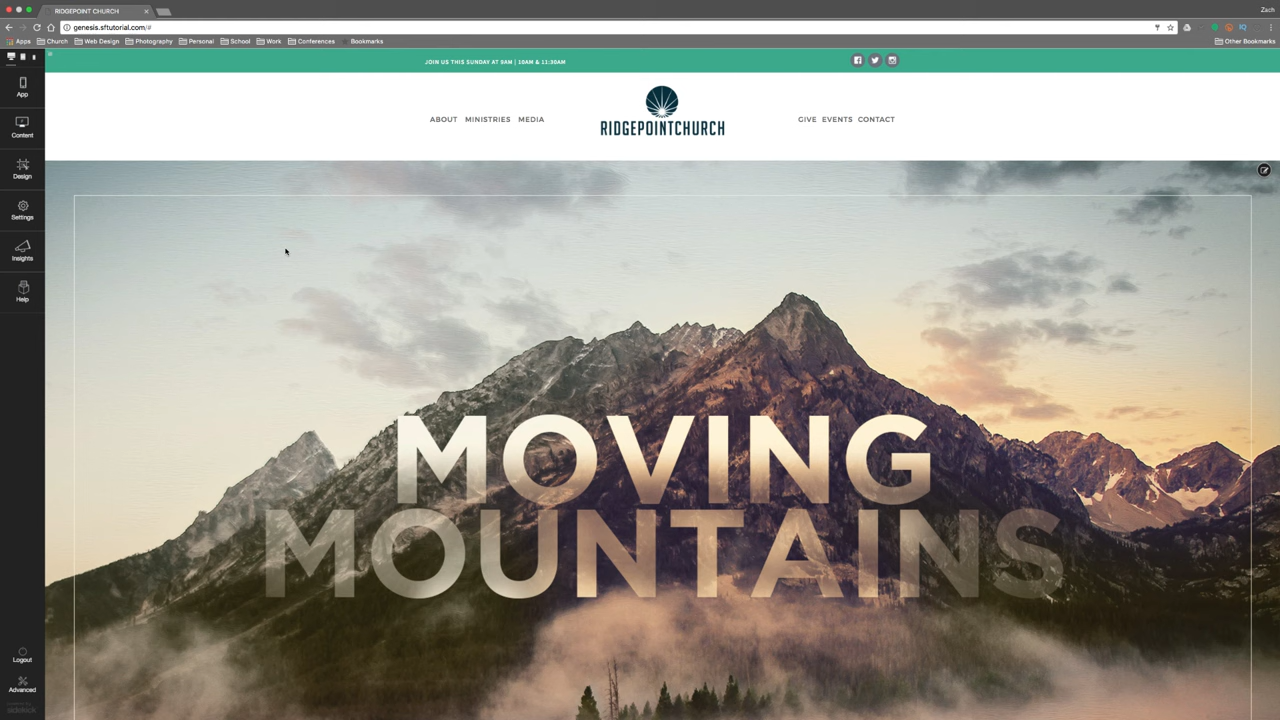 RIDGEPOINT CHURCH
Zach
genesis.sftutorial.com/#
Apps Church Web Design Photography Personal School Work Conferences Bookmarks Other Bookmarks
JOIN US THIS SUNDAY AT 9AM | 10AM & 11:30AM
App
Content
Design
Settings
Insights
Help
Logout
Advanced
ABOUT MINISTRIES MEDIA
RIDGEPOINTCHURCH
GIVE EVENTS CONTACT
MOVING
MOUNTAINS